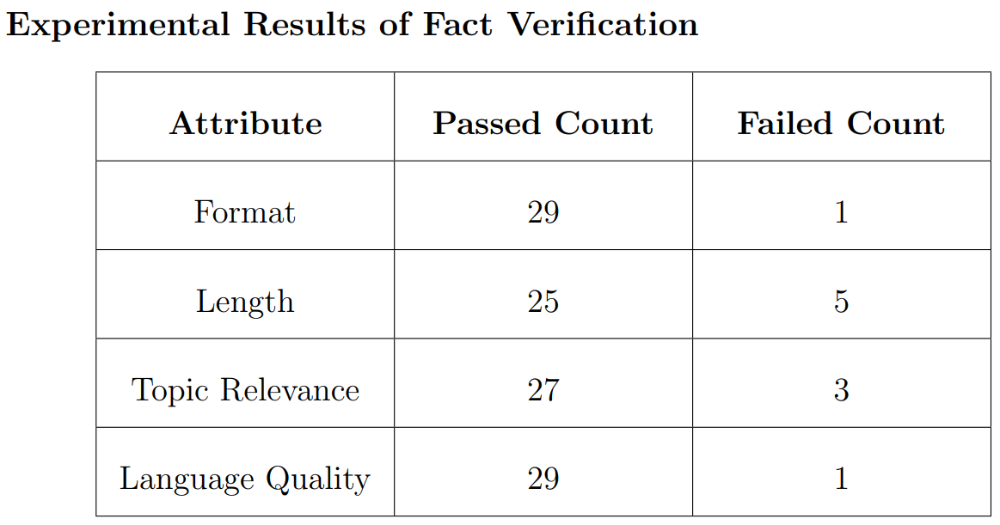 Experimental Results of Fact Verification
Attribute Passed Count Failed Count
Format 29 1
Length 25 5
Topic Relevance 27 3
Language Quality 29 1